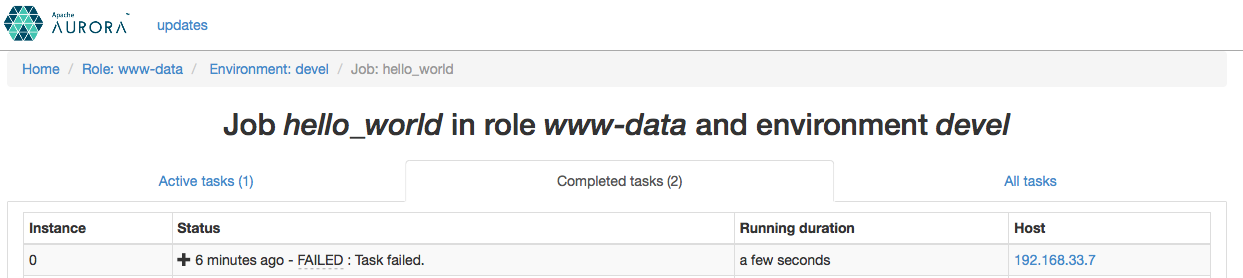 Apache
AURORA™ updates
Home / Role: www-data / Environment: devel / Job: hello_world
Job hello_world in role www-data and environment devel
Active tasks (1) Completed tasks (2) All tasks
Instance Status Running duration Host
0 + 6 minutes ago - FAILED : Task failed. a few seconds 192.168.33.7